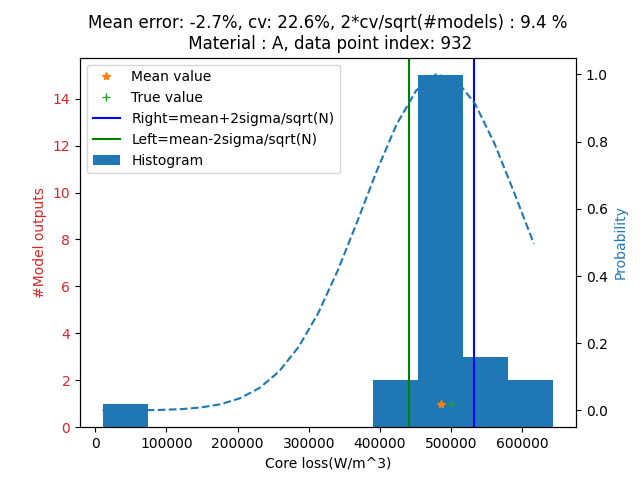 Mean error: -2.7%, cv: 22.6%, 2*cv/sqrt(#models) : 9.4 %
Material : A, data point index: 932
Mean value
True value
Right=mean+2sigma/sqrt(N)
Left=mean-2sigma/sqrt(N)
Histogram
#Model outputs
14
12
10
8
6
4
2
0
1.0
0.8
0.6
0.4
0.2
0.0
Probability
0 100000 200000 300000 400000 500000 600000
Core loss(W/m^3)